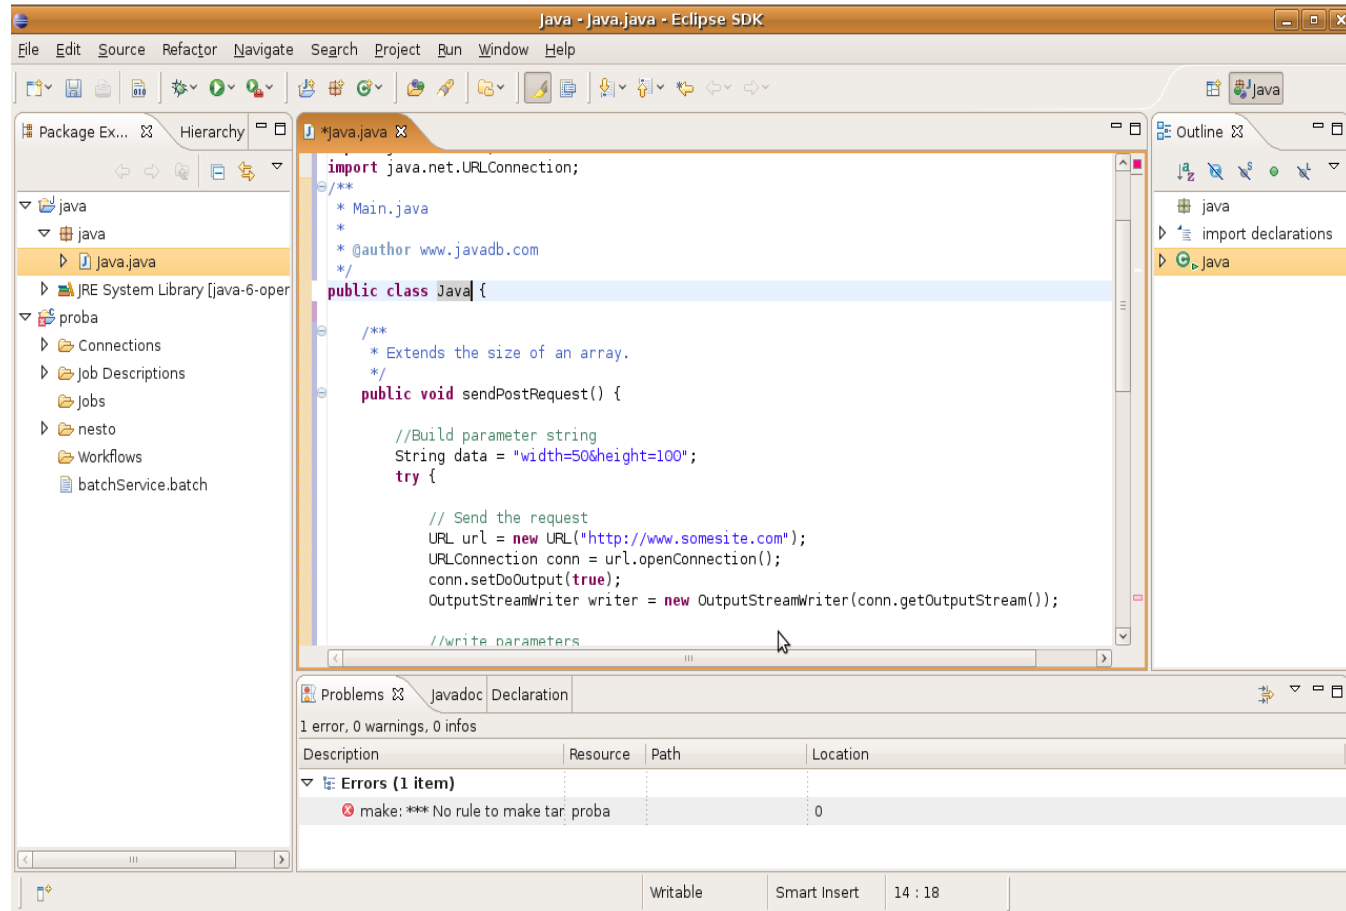 Java - Java.java - Eclipse SDK
File Edit Source Refactor Navigate Search Project Run Window Help
Java
Package Ex... Hierarchy
*Java.java
Outline
java
java
Java.java
JRE System Library [java-6-oper
proba
Connections
Job Descriptions
Jobs
nesto
Workflows
batchService.batch
import java.net.URLConnection;
/**
* Main.java
*
* @author www.javadb.com
*/
public class Java {
/**
* Extends the size of an array.
*/
public void sendPostRequest() {
//Build parameter string
String data = "width=50&height=100";
try {
// Send the request
URL url = new URL("http://www.somesite.com");
URLConnection conn = url.openConnection();
conn.setDoOutput(true);
OutputStreamWriter writer = new OutputStreamWriter(conn.getOutputStream());
//write parameters
java
import declarations
Java
Problems Javadoc Declaration
1 error, 0 warnings, 0 infos
Description Resource Path Location
Errors (1 item)
make: *** No rule to make tar proba 0
Writable Smart Insert 14 : 18